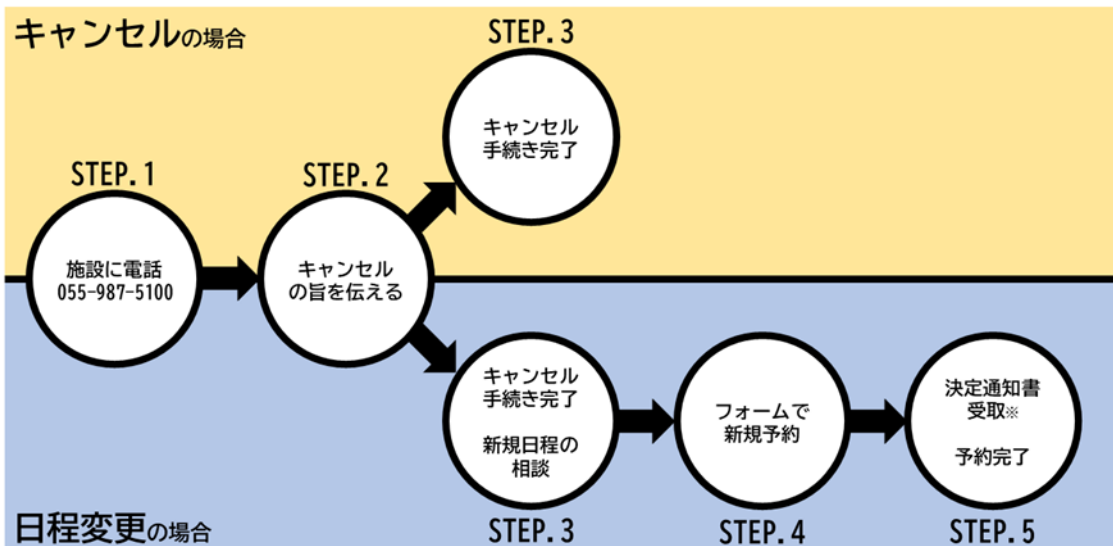 キャンセルの場合
STEP.1
施設に電話
055-987-5100
STEP.2
キャンセル
の旨を伝える
STEP.3
キャンセル
手続き完了
日程変更の場合
キャンセル
手続き完了
新規日程の
相談
STEP.3
フォームで
新規予約
STEP.4
決定通知書
受取※
予約完了
STEP.5